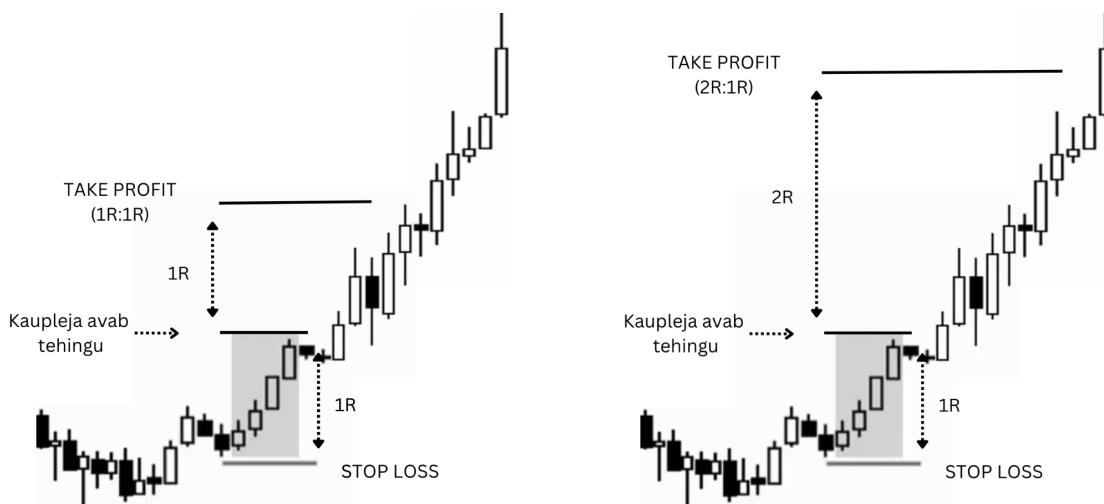 TAKE PROFIT
(1R:1R)
1R
Kaupleja avab
tehingu
1R
STOP LOSS
TAKE PROFIT
(2R:1R)
2R
Kaupleja avab
tehingu
1R
STOP LOSS